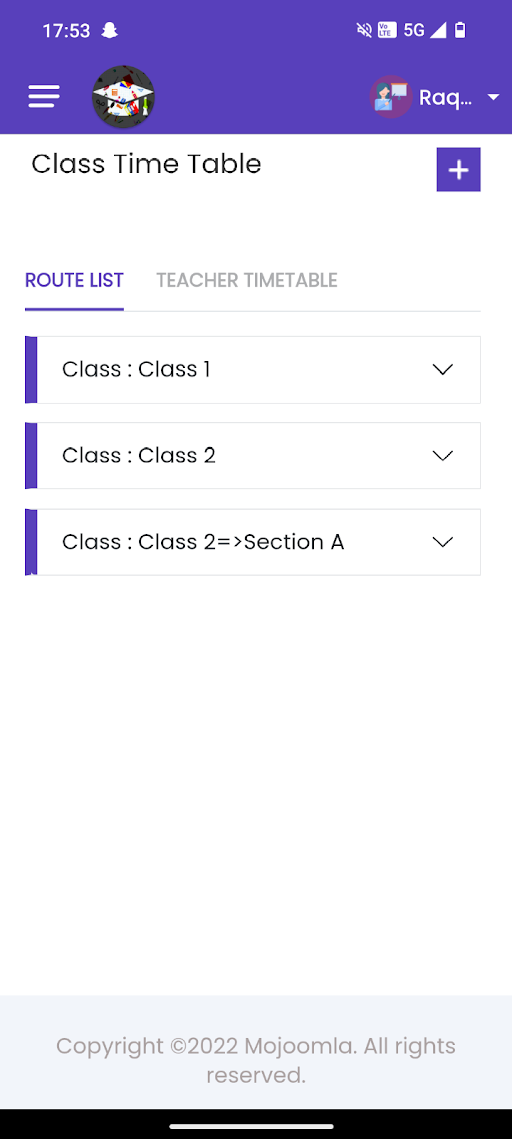 17:53
Vo LTE 5G
Raq...
Class Time Table
ROUTE LIST TEACHER TIMETABLE
Class : Class 1
Class : Class 2
Class : Class 2=>Section A
Copyright ©2022 Mojoomla. All rights
reserved.